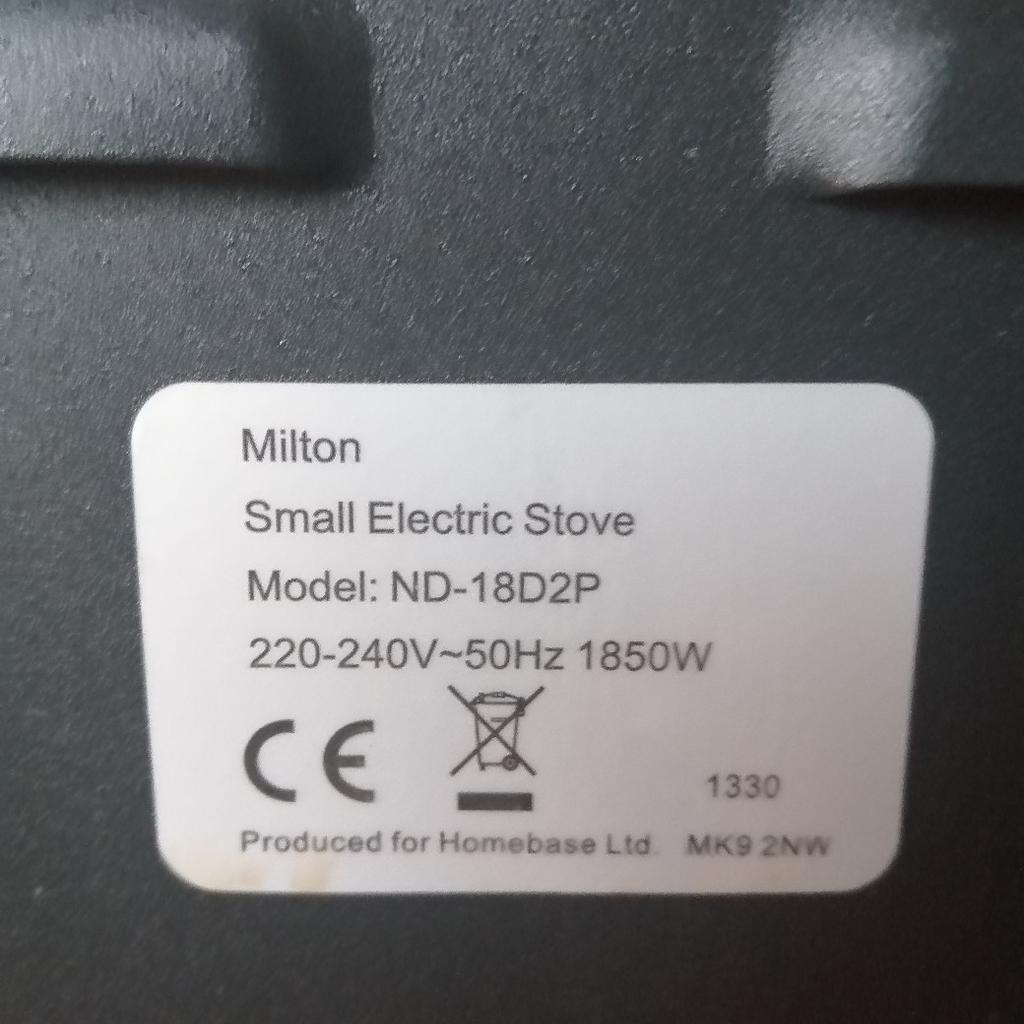 Milton
Small Electric Stove
Model: ND-18D2P
220-240V~50Hz 1850W
CE
1330
Produced for Homebase Ltd. MK9 2NW